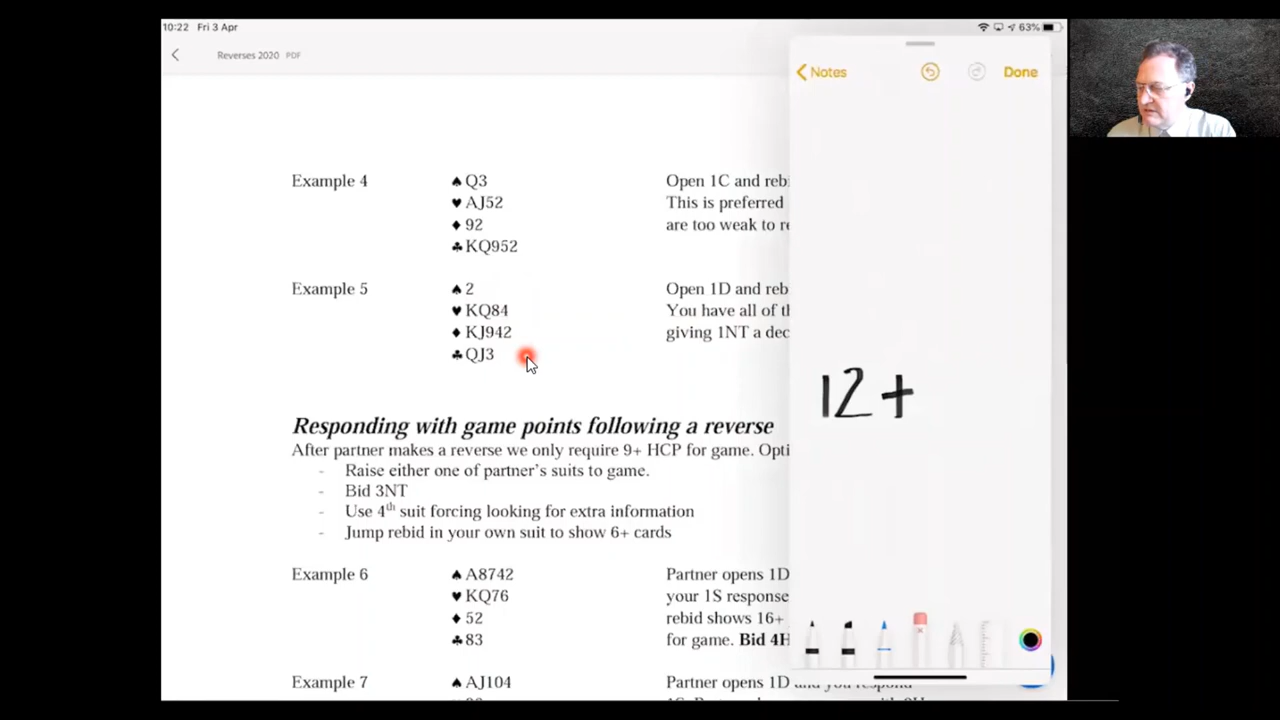 10:22 Fri 3 Apr
63%
Reverses 2020 PDF
Notes
Done
Example 4
♠ Q3
♥ AJ52
♦ 92
♣ KQ952
Open 1C and reb
This is preferred
are too weak to re
Example 5
♠ 2
♥ KQ84
♦ KJ942
♣ QJ3
Open 1D and reb
You have all of th
giving 1NT a dec
12+
Responding with game points following a reverse
After partner makes a reverse we only require 9+ HCP for game. Opti
- Raise either one of partner's suits to game.
- Bid 3NT
- Use 4th suit forcing looking for extra information
- Jump rebid in your own suit to show 6+ cards
Example 6
♠ A8742
♥ KQ76
♦ 52
♣ 83
Partner opens 1D
your 1S response
rebid shows 16+
for game. Bid 4H
Example 7
♠ AJ104
Partner opens 1D and you respond